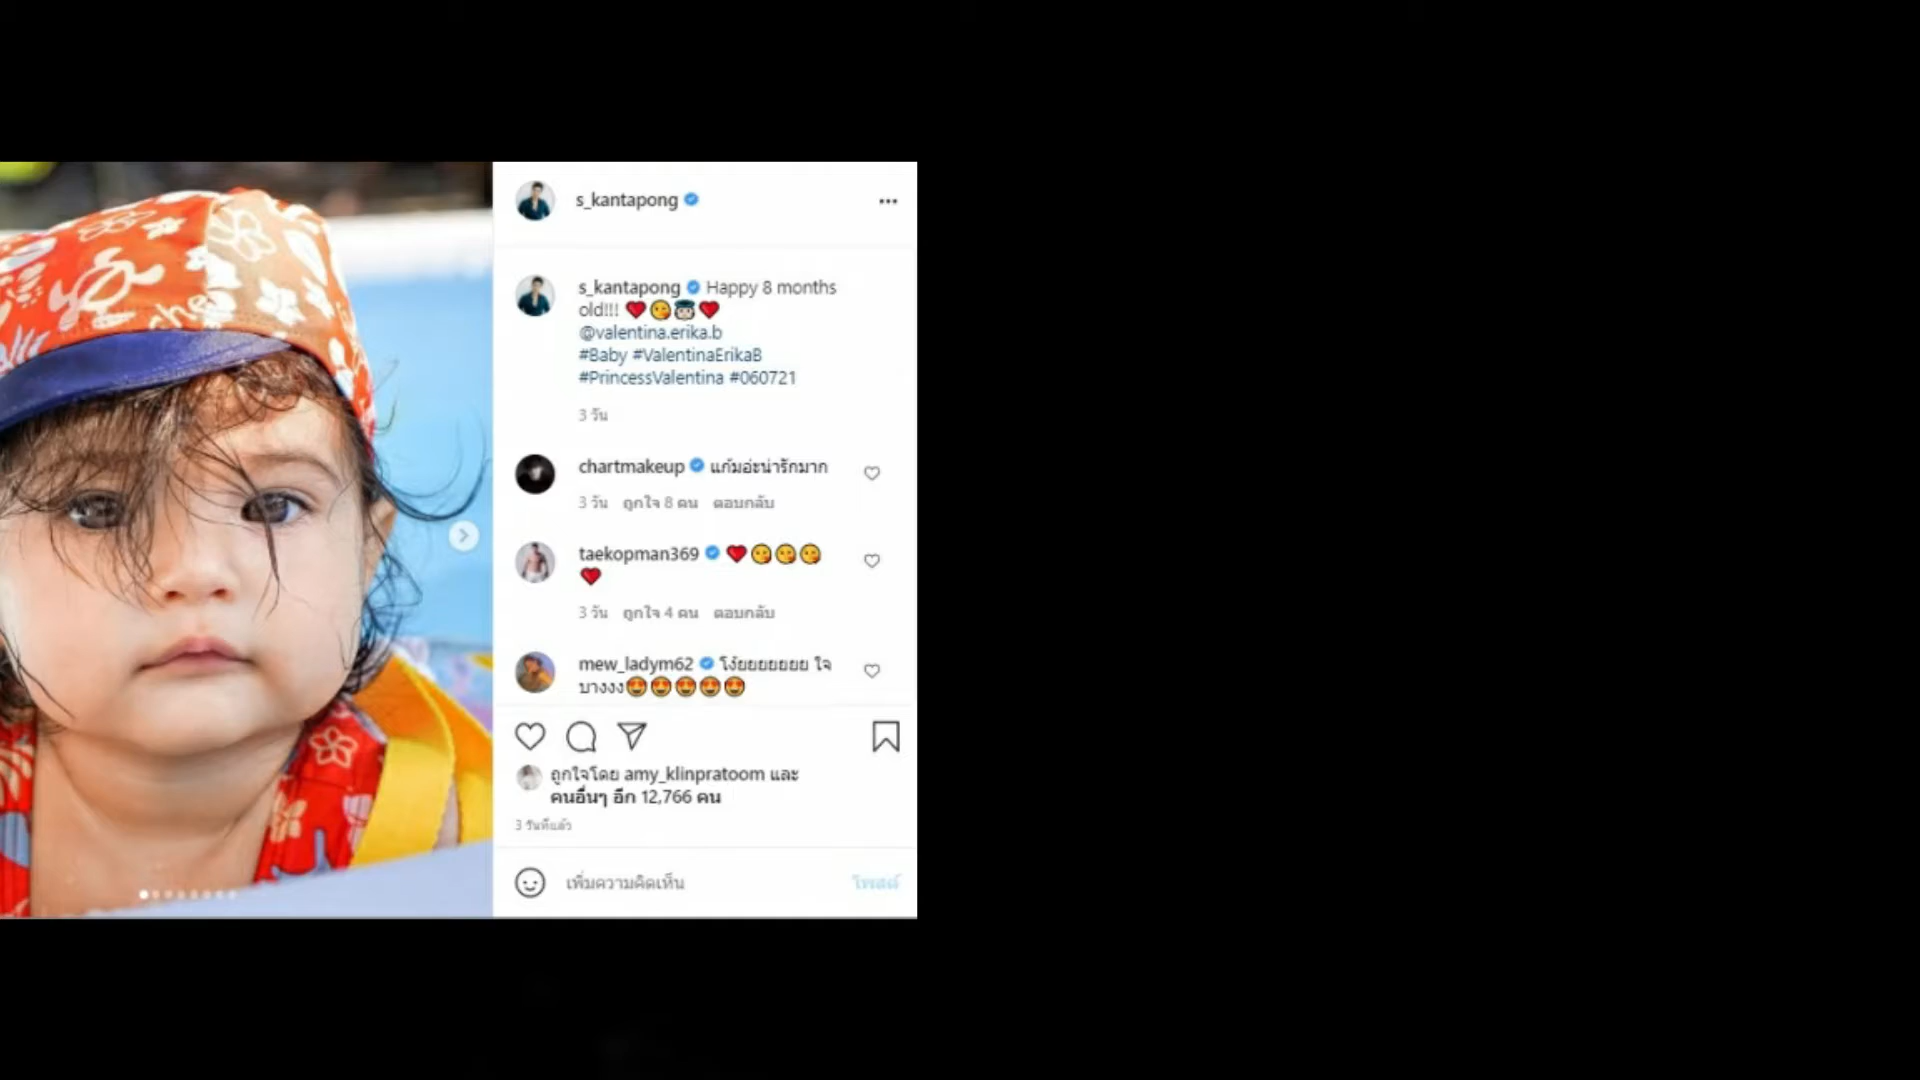 s_kantapong
s_kantapong Happy 8 months
old!!! ❤️😋👮🏻❤️
@valentina.erika.b
#Baby #ValentinaErikaB
#PrincessValentina #060721
3 วัน
chartmakeup แก้มอ่ะน่ารักมาก
3 วัน ถูกใจ 8 คน ตอบกลับ
taekopman369 ❤️😘😘😘
❤️
3 วัน ถูกใจ 4 คน ตอบกลับ
mew_ladym62 โง้ยยยยยยย ใจ
บางงง😍😍😍😍😍
ถูกใจโดย amy_klinpratoom และ
คนอื่นๆ อีก 12,766 คน
3 วันที่แล้ว
เพิ่มความคิดเห็น โพสต์